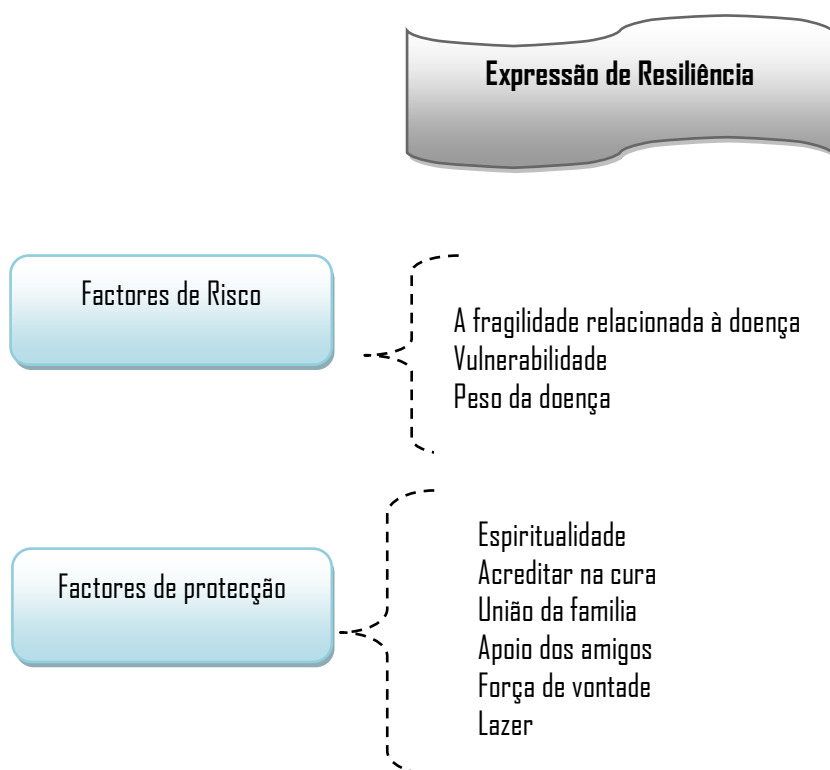 Expressão de Resiliência
Factores de Risco
A fragilidade relacionada à doença
Vulnerabilidade
Peso da doença
Factores de protecção
Espiritualidade
Acreditar na cura
União da familia
Apoio dos amigos
Força de vontade
Lazer